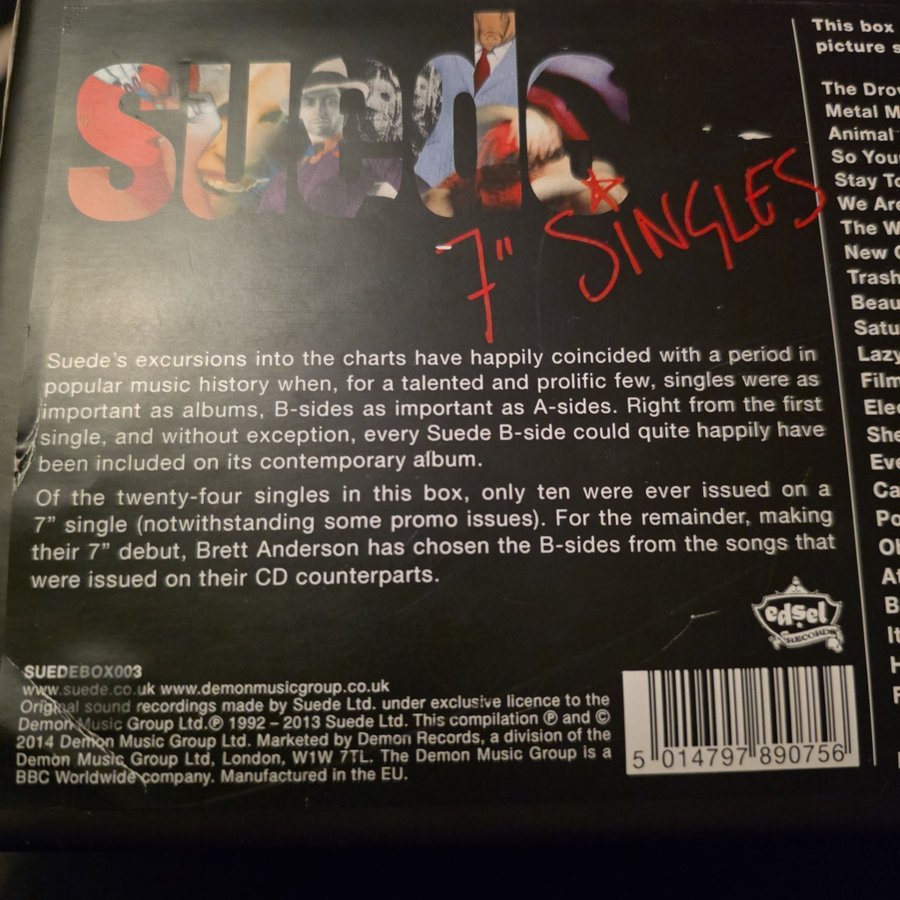 suede
7" SiNGLES
Suede's excursions into the charts have happily coincided with a period in
popular music history when, for a talented and prolific few, singles were as
important as albums, B-sides as important as A-sides. Right from the first
single, and without exception, every Suede B-side could quite happily have
been included on its contemporary album.
Of the twenty-four singles in this box, only ten were ever issued on a
7” single (notwithstanding some promo issues). For the remainder, making
their 7” debut, Brett Anderson has chosen the B-sides from the songs that
were issued on their CD counterparts.
edsel
RECORDS
SUEDEBOX003
www.suede.co.uk www.demonmusicgroup.co.uk
Original sound recordings made by Suede Ltd. under exclusive licence to the
Demon Music Group Ltd.℗ 1992 – 2013 Suede Ltd. This compilation ℗ and ©
2014 Demon Music Group Ltd. Marketed by Demon Records, a division of the
Demon Music Group Ltd, London, W1W 7TL. The Demon Music Group is a
BBC Worldwide company. Manufactured in the EU.
5 014797 890756
This box
picture s
The Drov
Metal M
Animal
So Youn
Stay To
We Are
The W
New G
Trash
Beau
Satu
Lazy
Film
Elec
She
Eve
Ca
Po
Ob
At
B
It
H
F